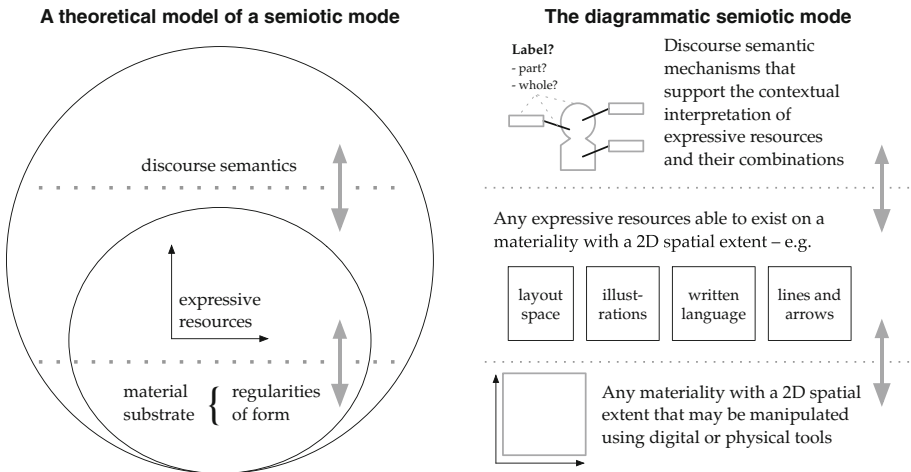 A theoretical model of a semiotic mode
discourse semantics
expressive
resources
material
substrate
{
regularities
of form
The diagrammatic semiotic mode
Label?
- part?
- whole?
Discourse semantic
mechanisms that
support the contextual
interpretation of
expressive resources
and their combinations
Any expressive resources able to exist on a
materiality with a 2D spatial extent – e.g.
layout
space
illust-
rations
written
language
lines and
arrows
Any materiality with a 2D spatial
extent that may be manipulated
using digital or physical tools